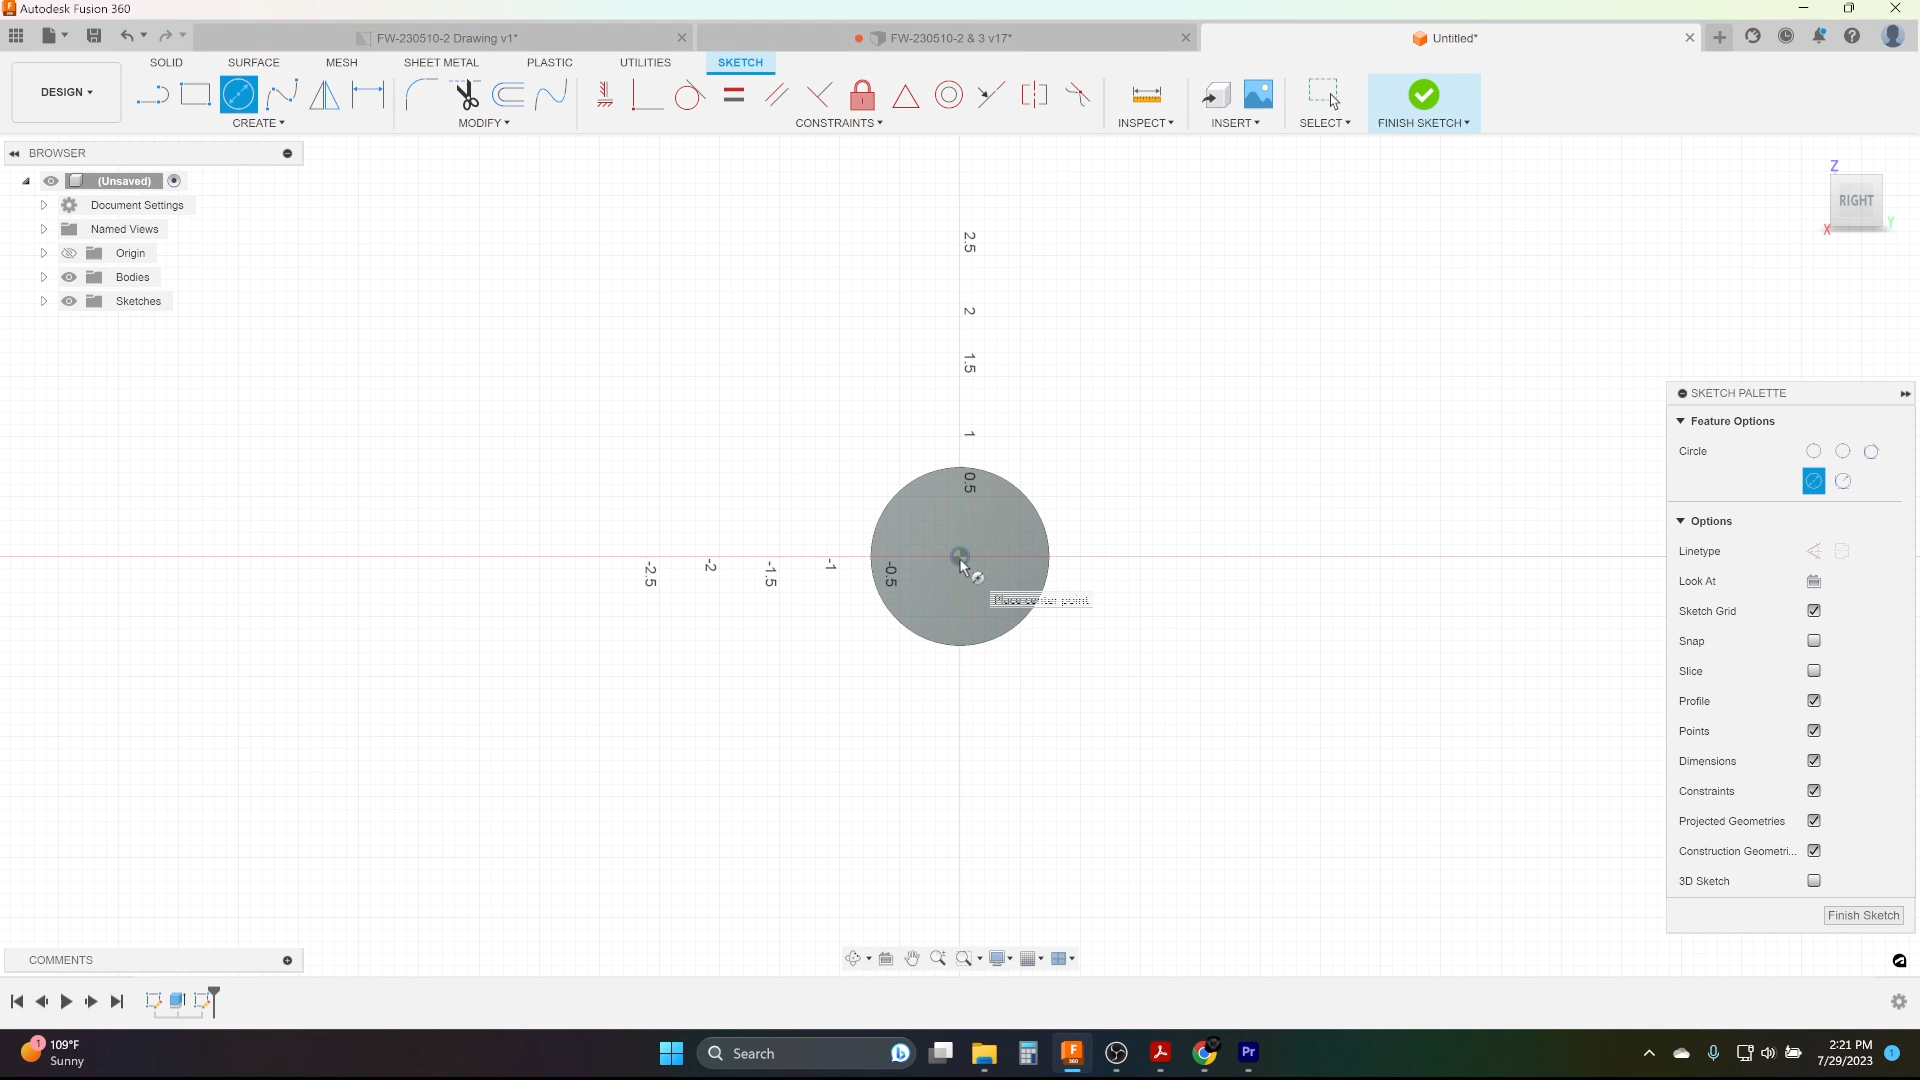 Autodesk Fusion 360
FW-230510-2 Drawing v1*
FW-230510-2 & 3 v17*
Untitled*
SOLID
SURFACE
MESH
SHEET METAL
PLASTIC
UTILITIES
SKETCH
DESIGN
CREATE
MODIFY
CONSTRAINTS
INSPECT
INSERT
SELECT
FINISH SKETCH
BROWSER
(Unsaved)
Document Settings
Named Views
Origin
Bodies
Sketches
Z
RIGHT
X
Y
2.5
2
1.5
1
0.5
-2.5
-2
-1.5
-1
-0.5
Place center point
SKETCH PALETTE
Feature Options
Circle
Options
Linetype
Look At
Sketch Grid
Snap
Slice
Profile
Points
Dimensions
Constraints
Projected Geometries
Construction Geometri...
3D Sketch
Finish Sketch
COMMENTS
1
109°F
Sunny
Search
F
360
Pr
2:21 PM
7/29/2023
1